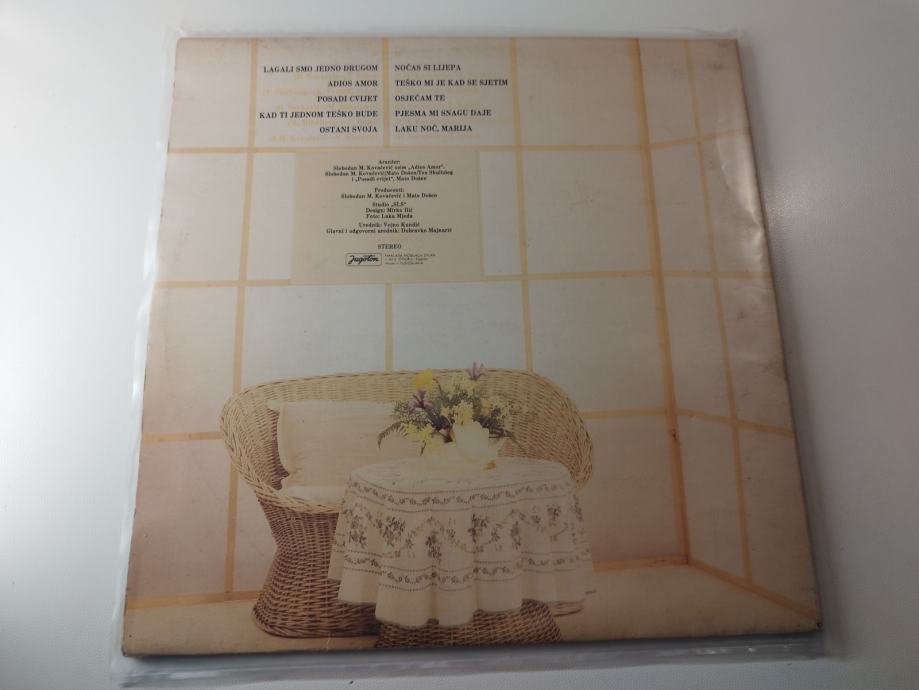 LAGALI SMO JEDNO DRUGOM
ADIOS AMOR
POSADI CVIJET
KAD TI JEDNOM TEŠKO BUDE
OSTANI SVOJA
NOĆAS SI LIJEPA
TEŠKO MI JE KAD SE SJETIM
OSJEĆAM TE
PJESMA MI SNAGU DAJE
LAKU NOĆ, MARIJA
Aranžer:
Slobodan M. Kovačević osim „Adios Amor",
Slobodan M. Kovačević/Mato Došen/Tea
i „Posadi cvijet", Mato Došen
Producenti:
Slobodan M. Kovačević i Mato Došen
Studio „SLS"
Design: Mirko Ilić
Foto: Luka Mjeda
Urednik: Vojno Kundić
Glavni i odgovorni urednik: Dubravko Majnarić
STEREO
Jugoton